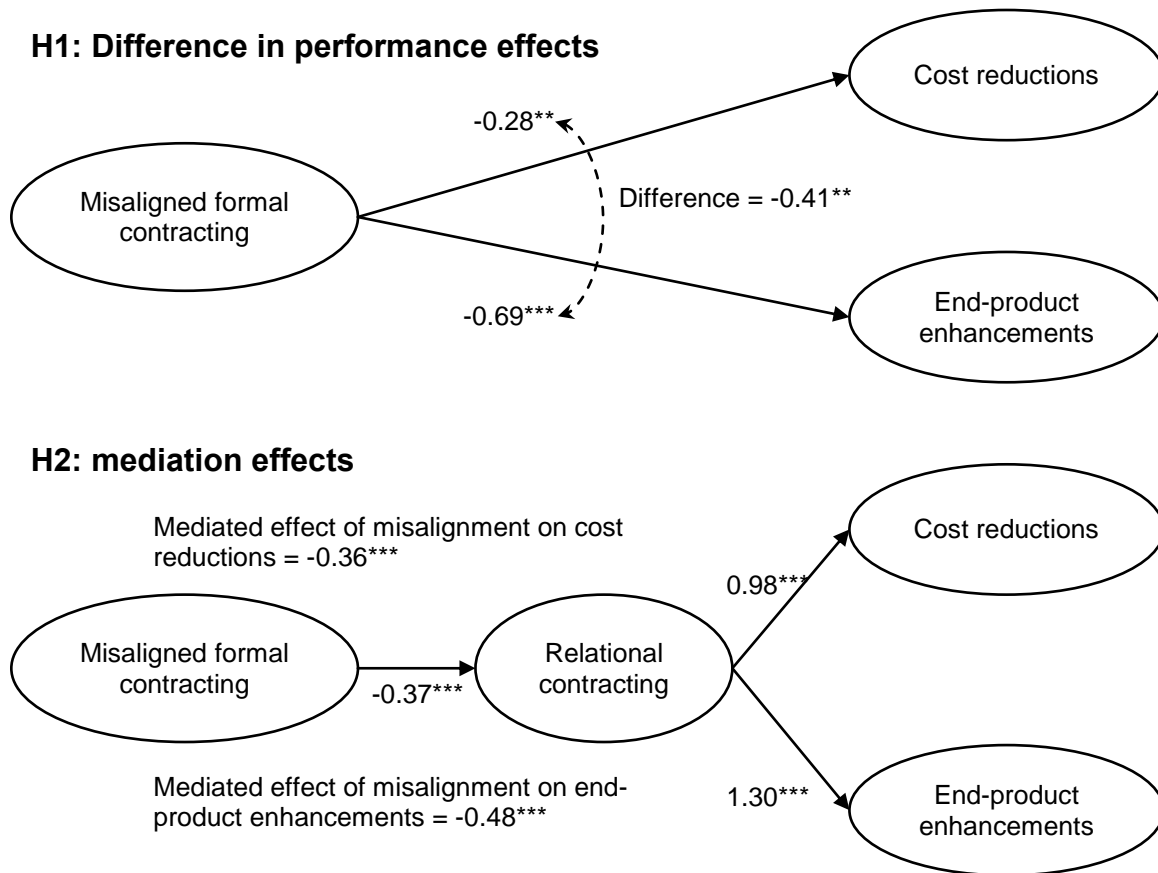 H1: Difference in performance effects
Cost reductions
-0.28**
Misaligned formal
contracting
Difference = -0.41**
-0.69***
End-product
enhancements
H2: mediation effects
Mediated effect of misalignment on cost
reductions = -0.36***
Cost reductions
0.98***
Misaligned formal
contracting
-0.37***
Relational
contracting
Mediated effect of misalignment on end-
product enhancements = -0.48***
1.30***
End-product
enhancements